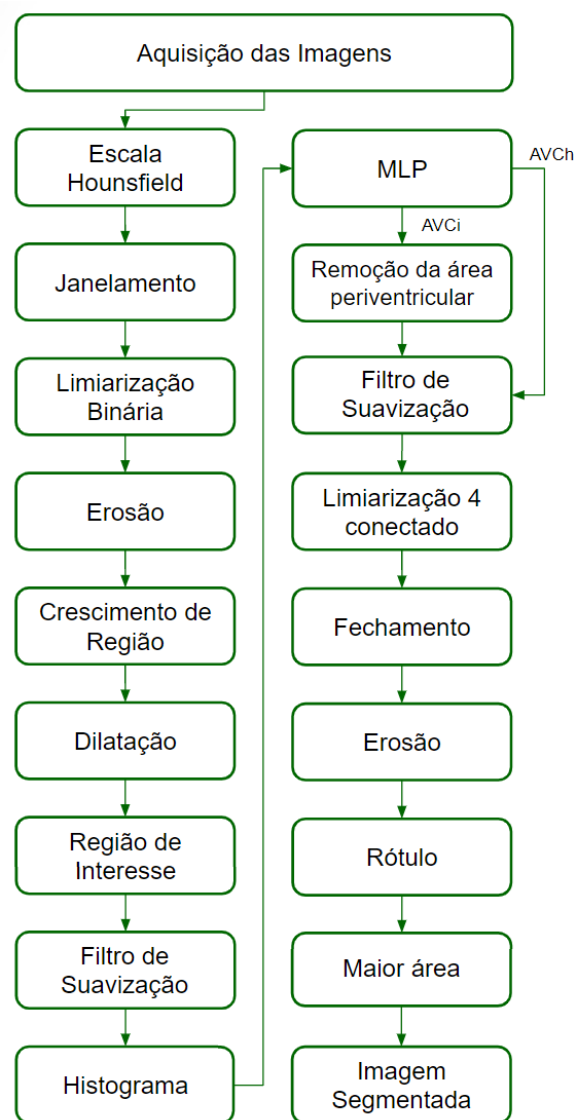 Aquisição das Imagens
Escala
Hounsfield
Janelamento
Limiarização
Binária
Erosão
Crescimento de
Região
Dilatação
Região de
Interesse
Filtro de
Suavização
Histograma
MLP
AVCh
AVCi
Remoção da área
periventricular
Filtro de
Suavização
Limiarização 4
conectado
Fechamento
Erosão
Rótulo
Maior área
Imagem
Segmentada